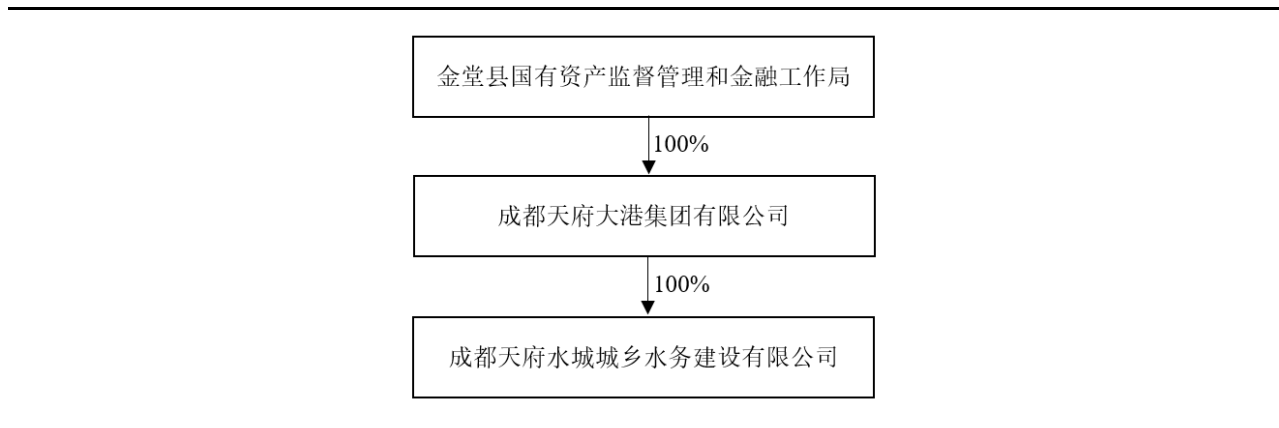 金堂县国有资产监督管理和金融工作局
100%
成都天府大港集团有限公司
100%
成都天府水城城乡水务建设有限公司